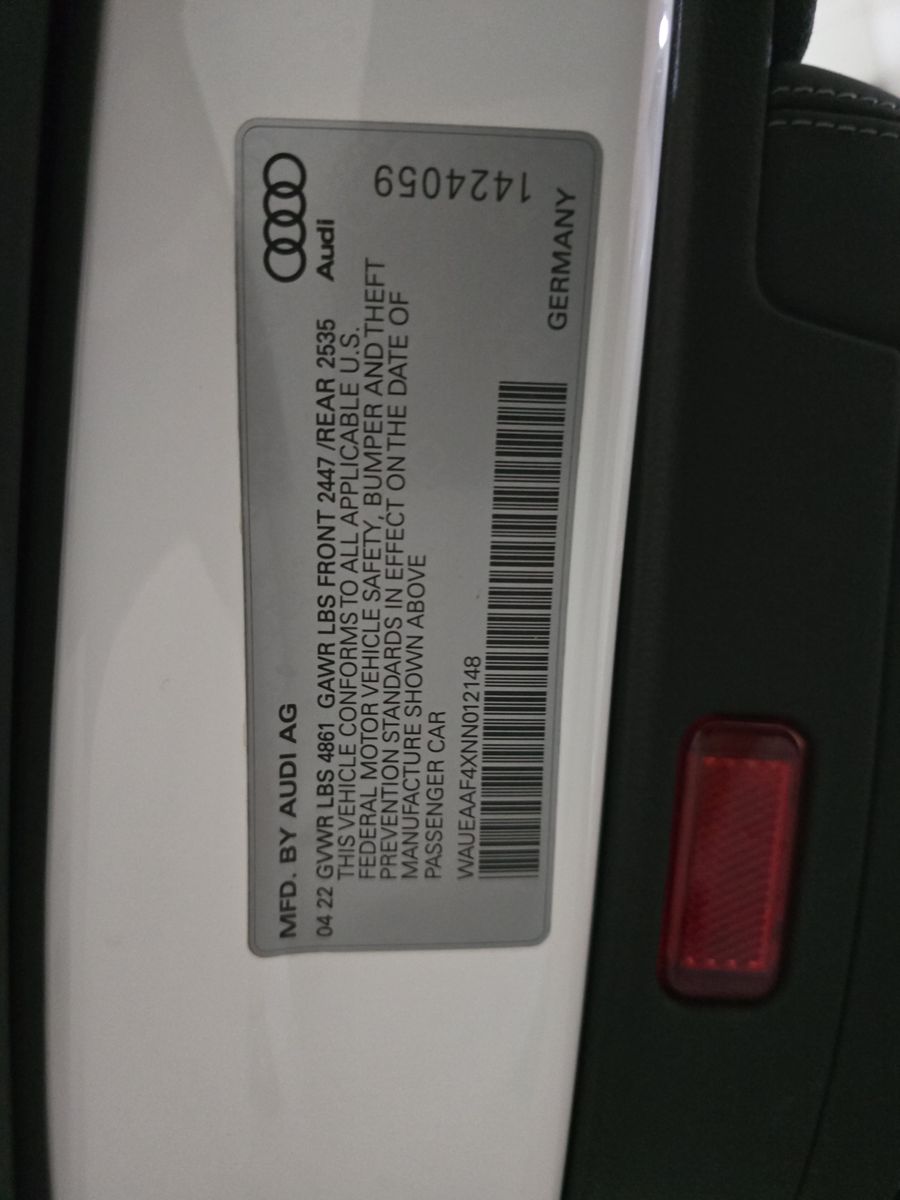 MFD. BY AUDI AG
Audi
04 22 GVWR LBS 4861 GAWR LBS FRONT 2447 /REAR 2535
THIS VEHICLE CONFORMS TO ALL APPLICABLE U.S.
FEDERAL MOTOR VEHICLE SAFETY, BUMPER AND THEFT
PREVENTION STANDARDS IN EFFECT ON THE DATE OF
MANUFACTURE SHOWN ABOVE
PASSENGER CAR
1424059
WAUEAAF4XNN012148
GERMANY